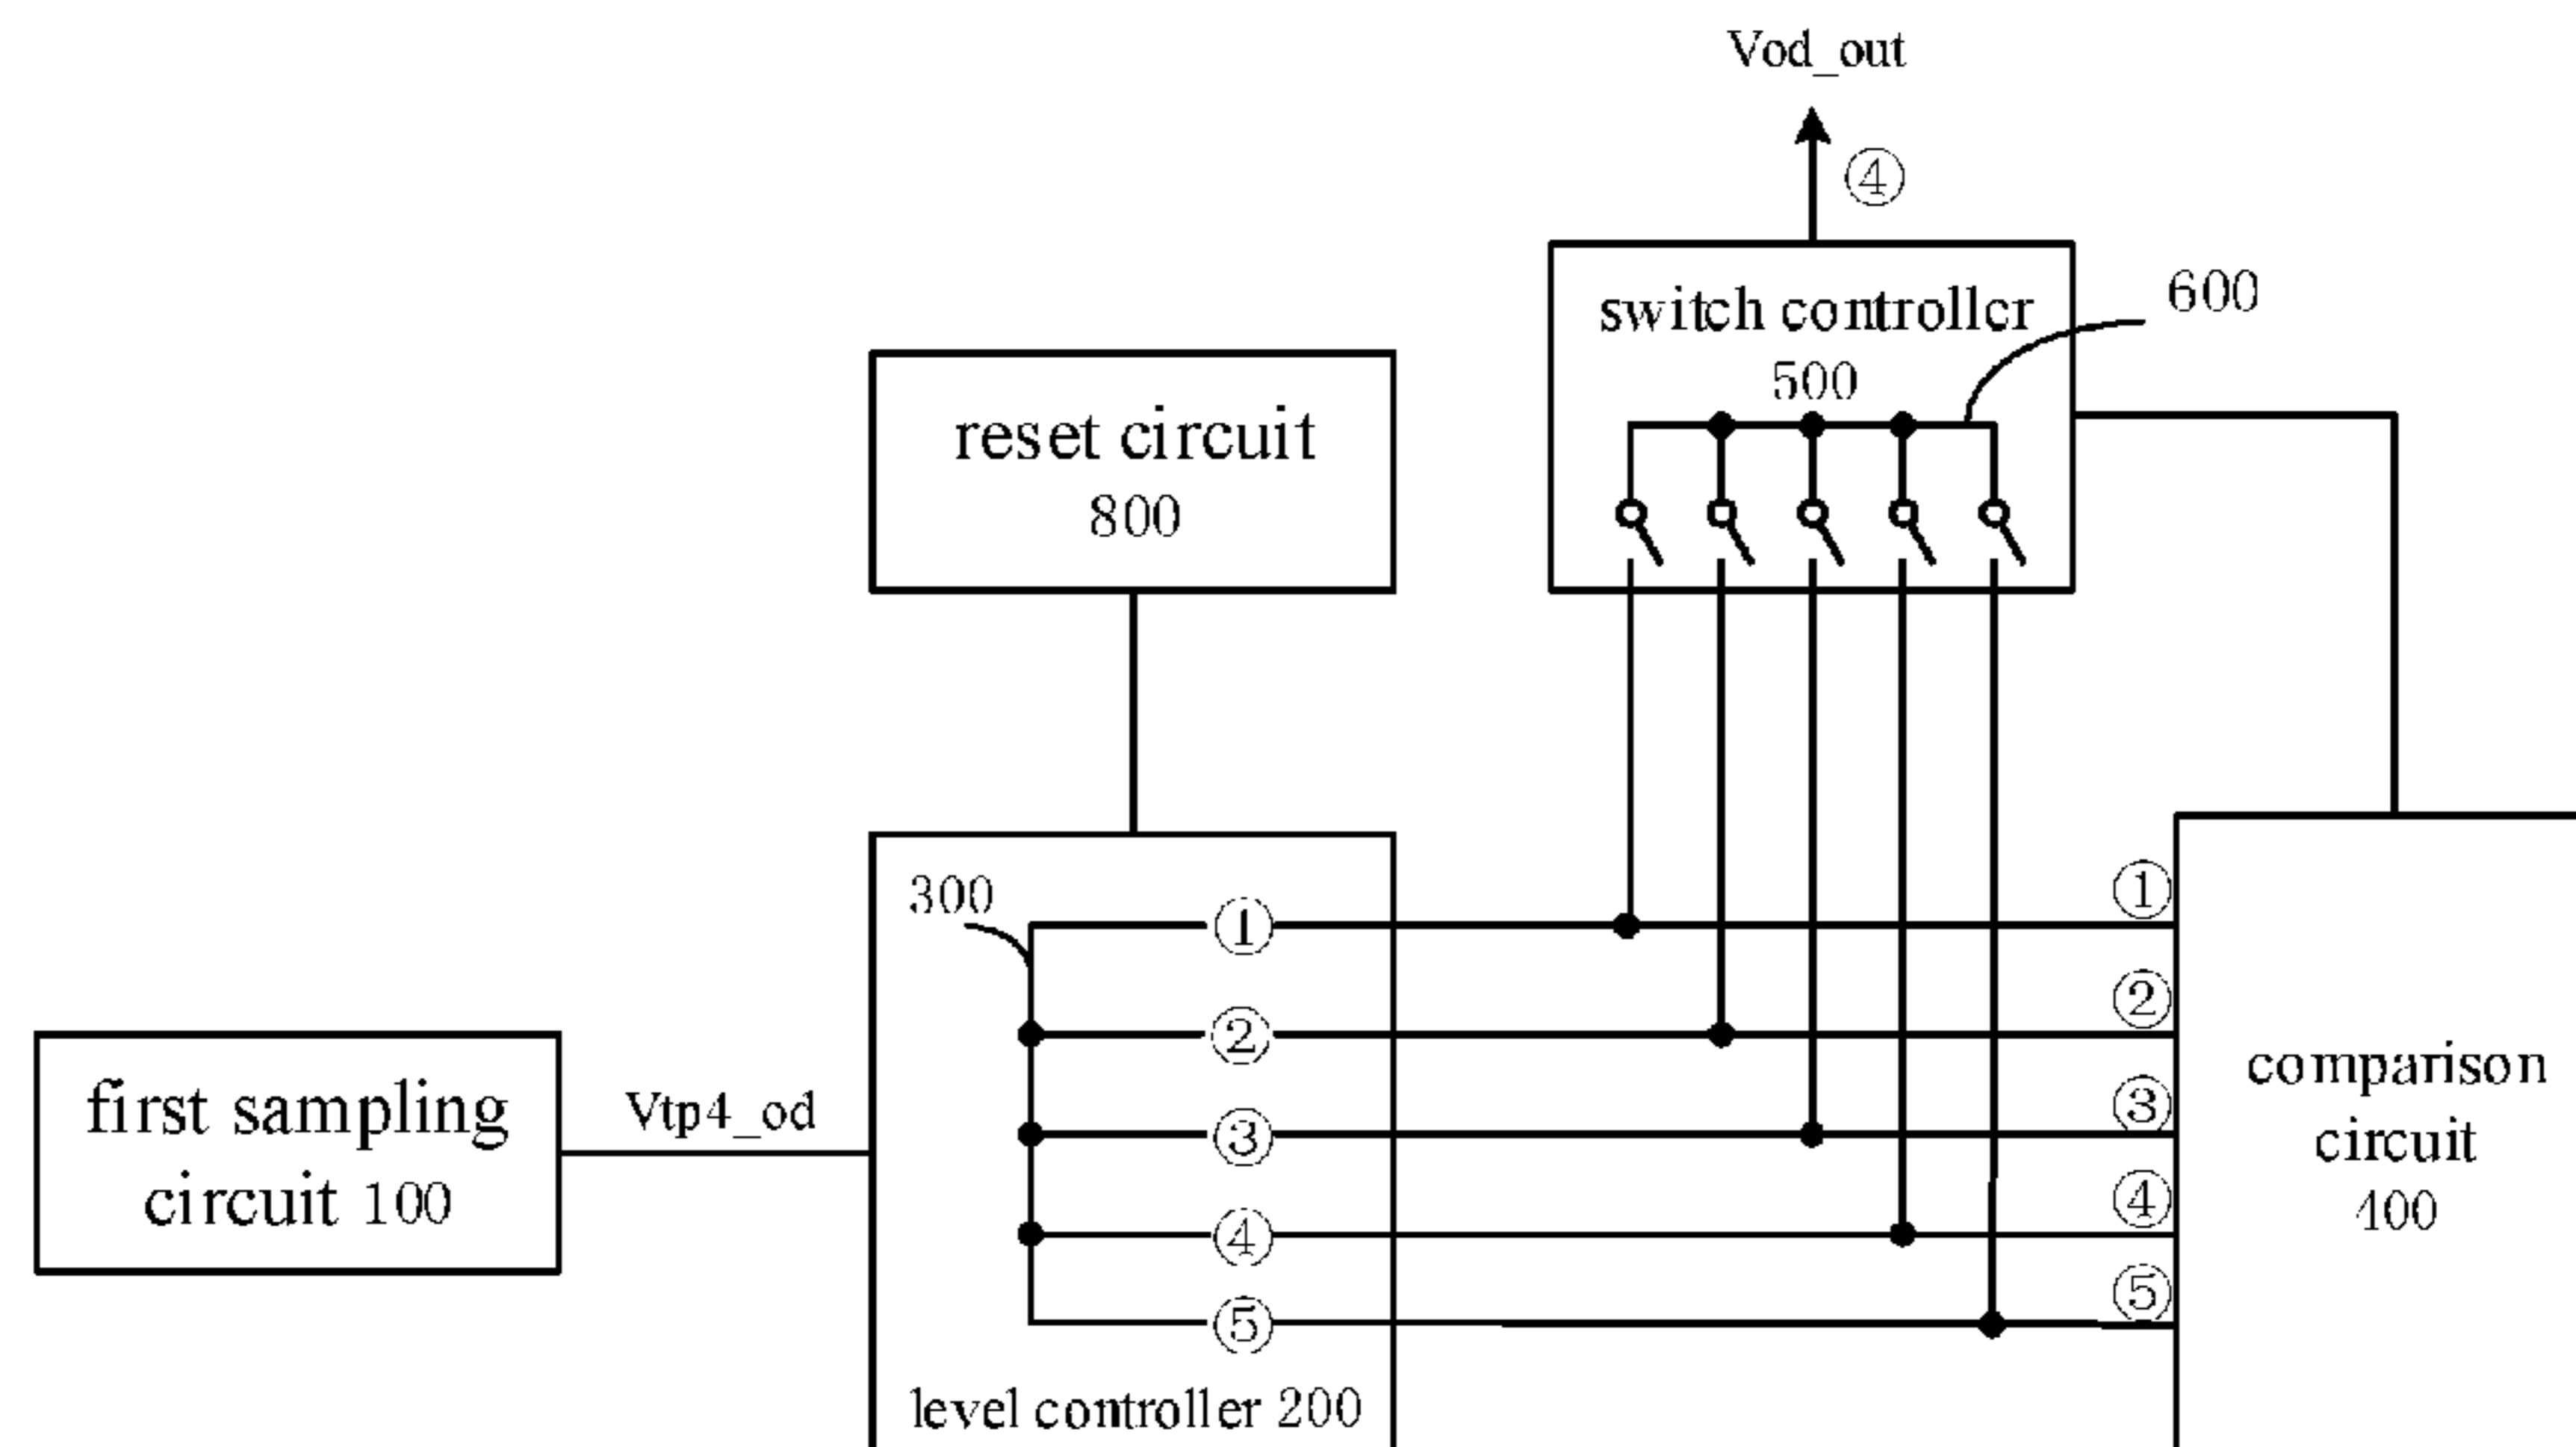 Vod_out
④
switch controller
500
600
reset circuit
800
300
①
②
③
④
⑤
level controller 200
first sampling
circuit 100
Vtp4_od
①
②
③
④
⑤
comparison
circuit
400